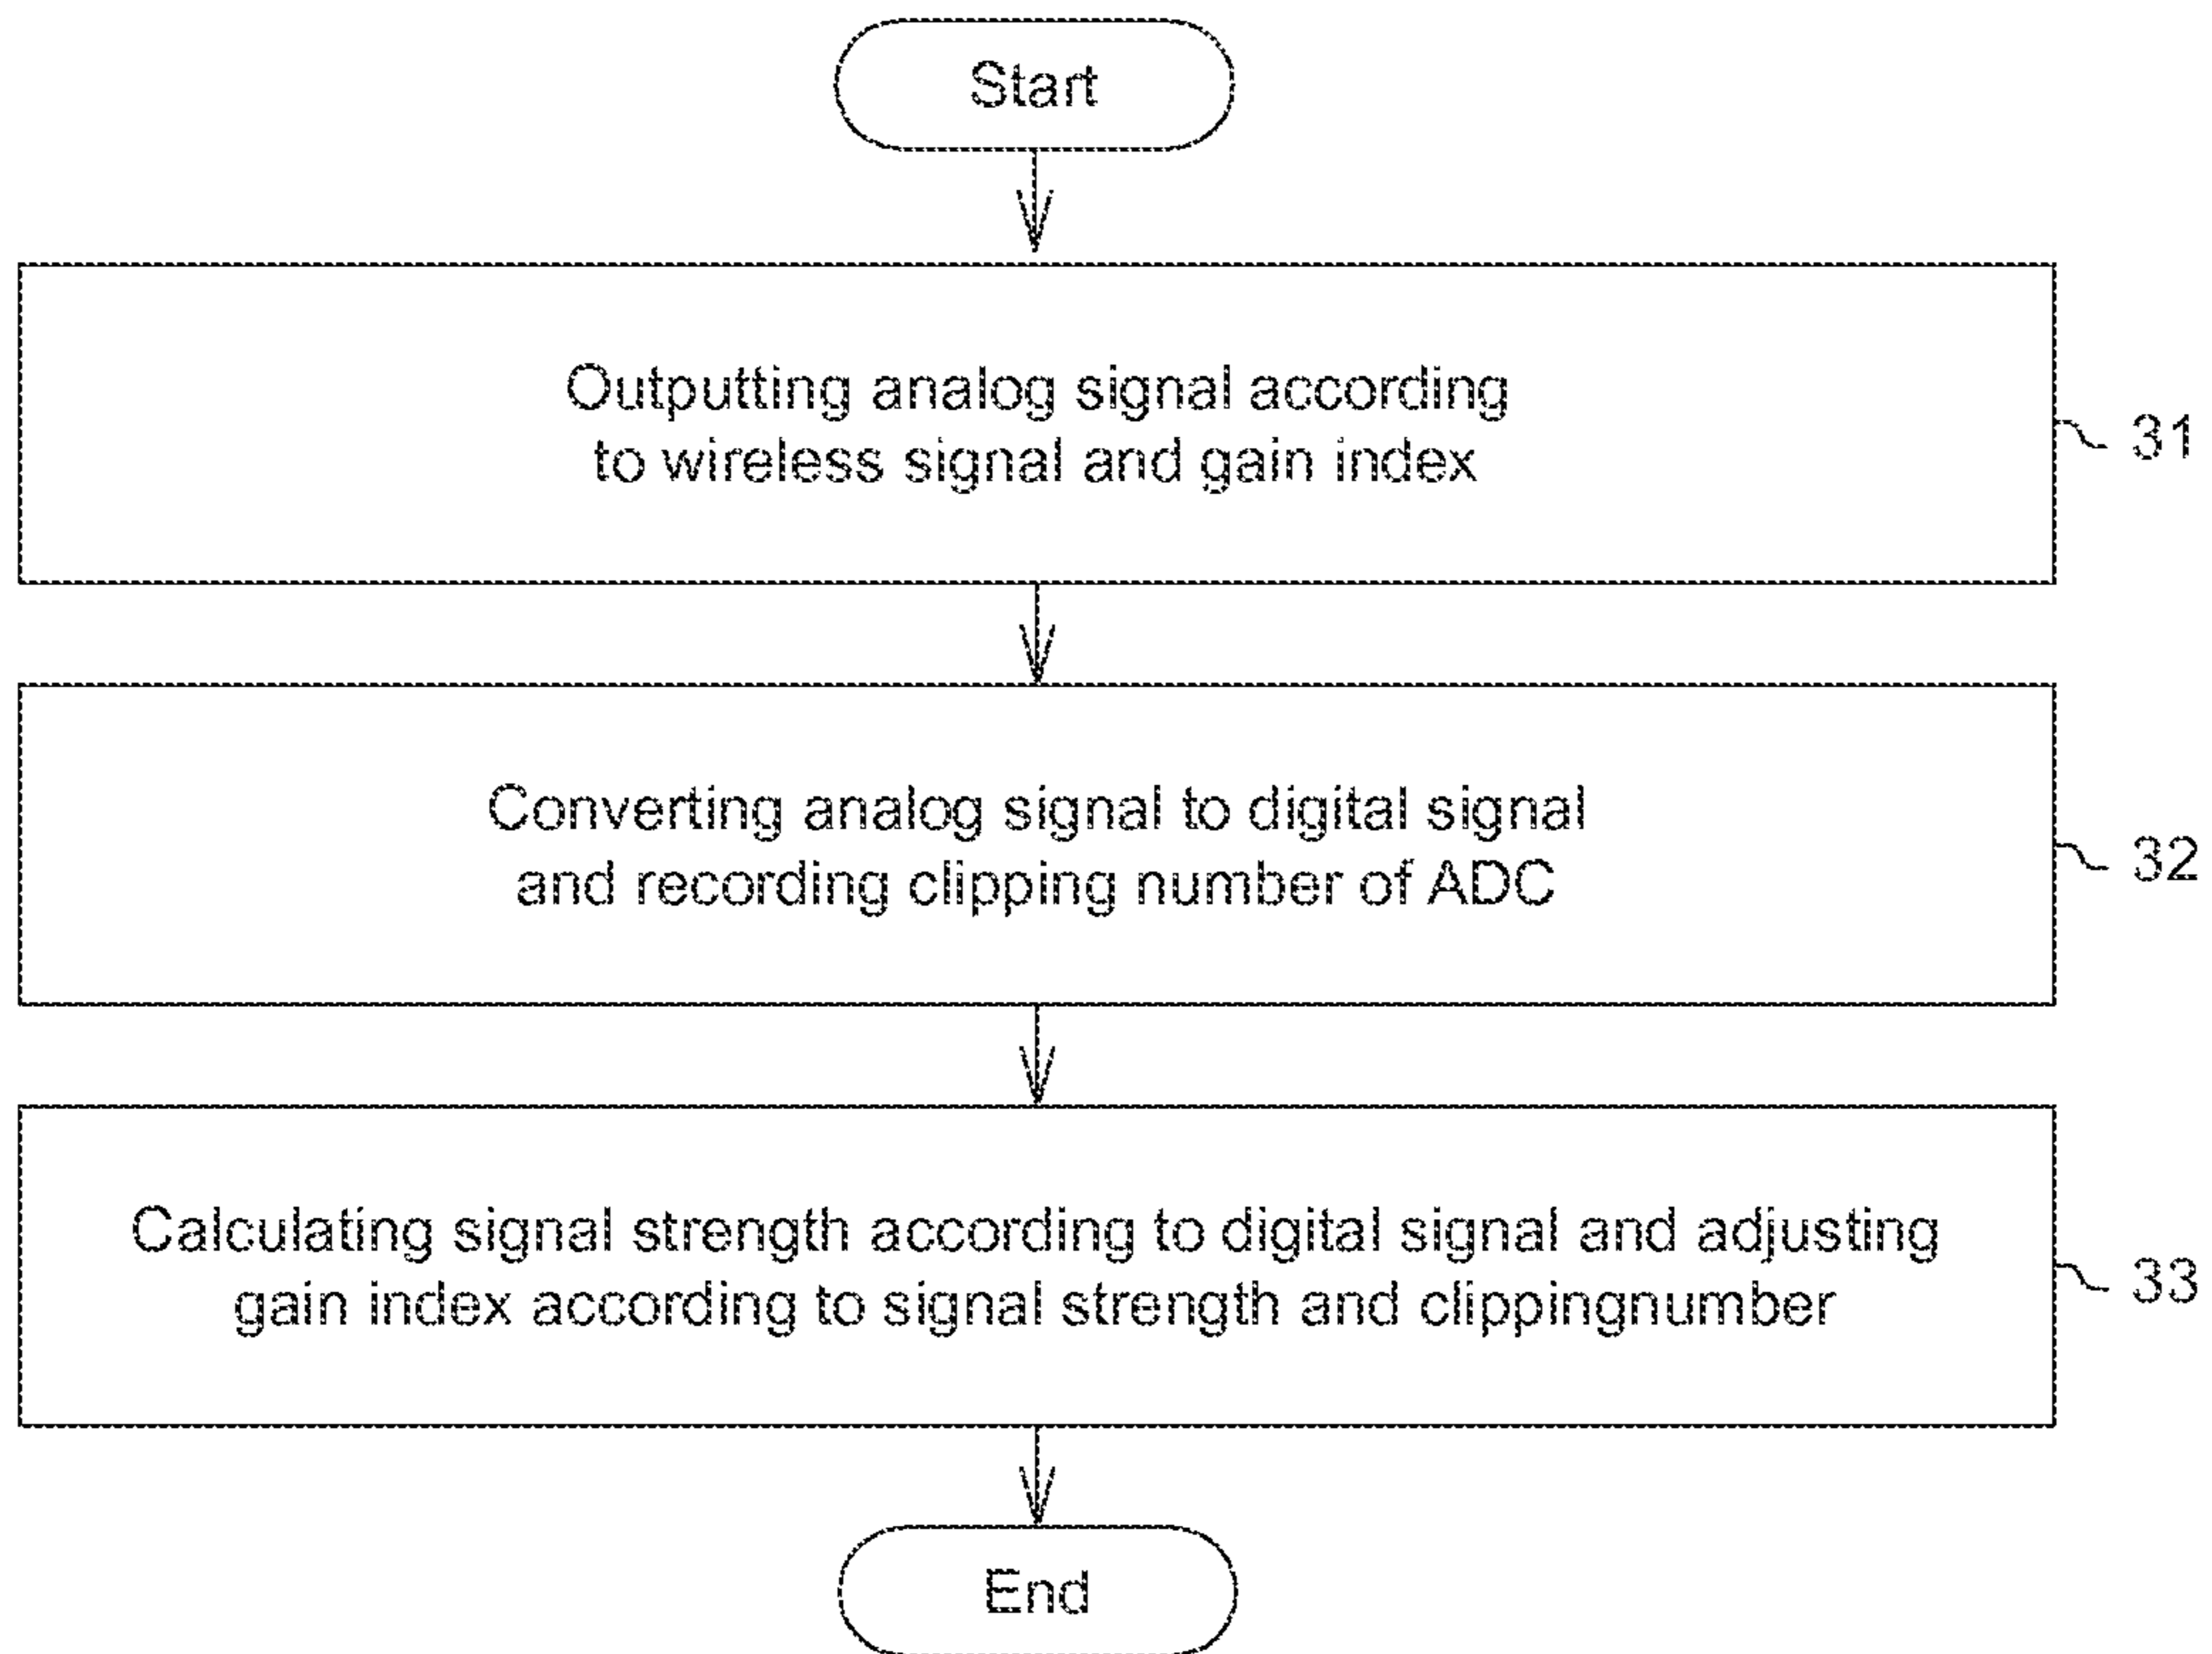 Start
Outputting analog signal according
to wireless signal and gain index
31
Converting analog signal to digital signal
and recording clipping number of ADC
32
Calculating signal strength according to digital signal and adjusting
gain index according to signal strength and clippingnumber
33
End